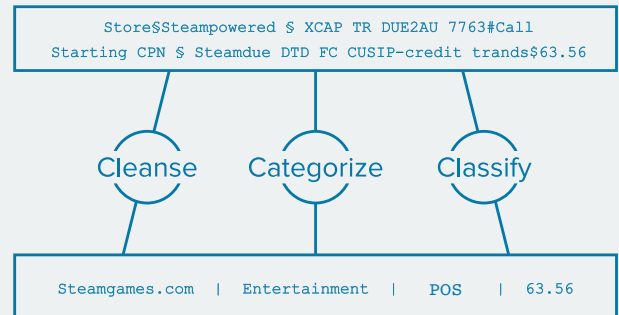 Store§Steampowered § XCAP TR DUE2AU 7763#Call
Starting CPN § Steamdue DTD FC CUSIP-credit trands$63.56
Cleanse Categorize Classify
Steamgames.com | Entertainment | POS | 63.56